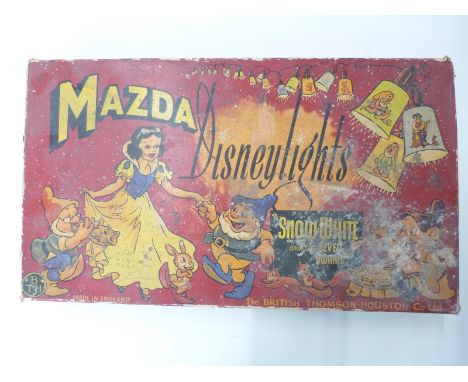 MAZDA
Disneylights
"SNOW WHITE
AND THE SEVEN
DWARFS"
BTH
MADE IN ENGLAND
The BRITISH THOMSON-HOUSTON Co Ltd